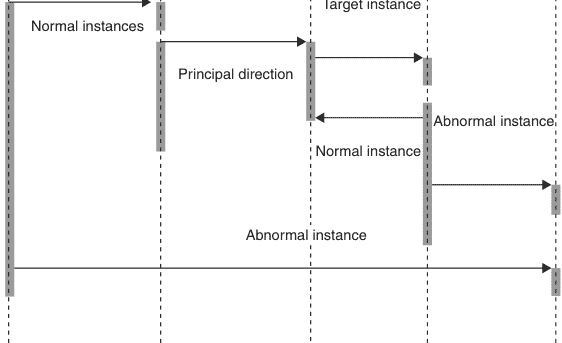 Target instance
Normal instances
Principal direction
Abnormal instance
Normal instance
Abnormal instance